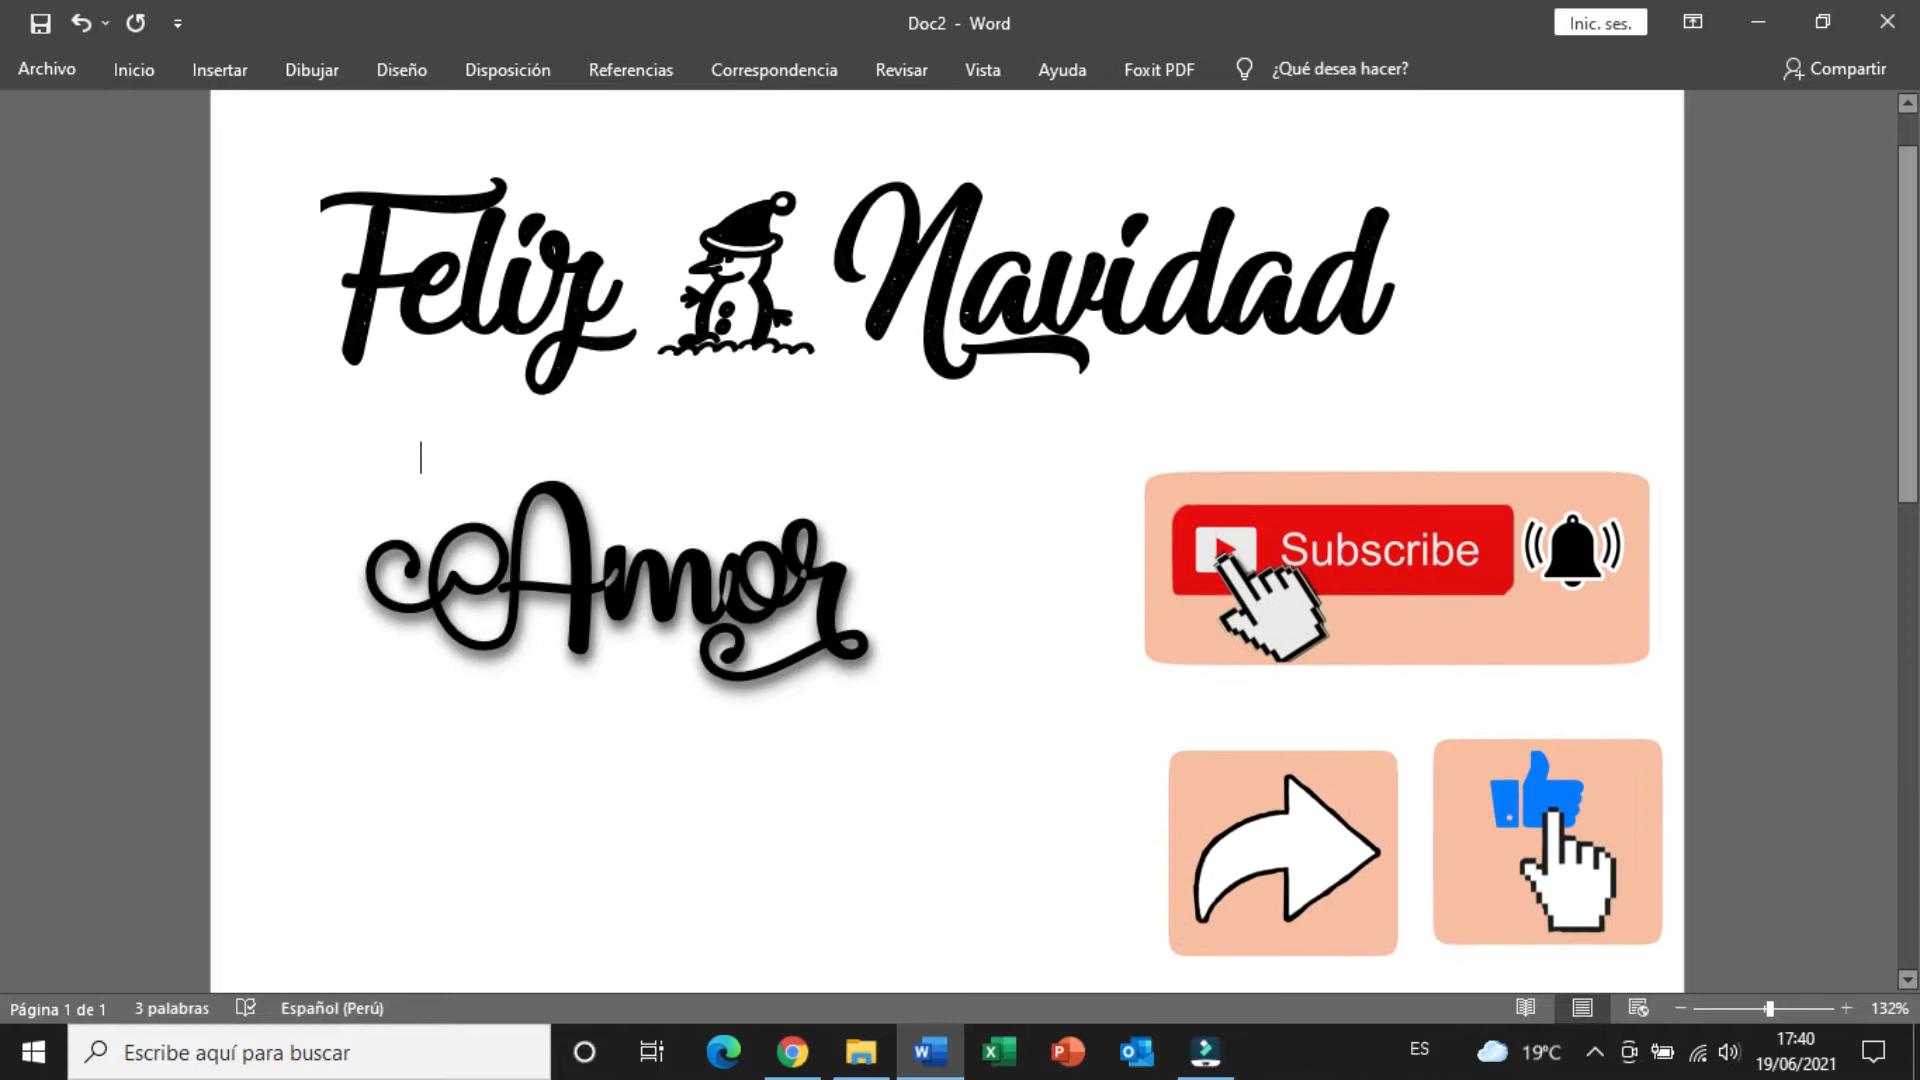 Doc2 - Word
Inic. ses.
Archivo Inicio Insertar Dibujar Diseño Disposición Referencias Correspondencia Revisar Vista Ayuda Foxit PDF ¿Qué desea hacer? Compartir
Feliz Navidad
Amor
Subscribe
Página 1 de 1 3 palabras Español (Perú) 132%
Escribe aquí para buscar
ES 19°C 17:40
19/06/2021